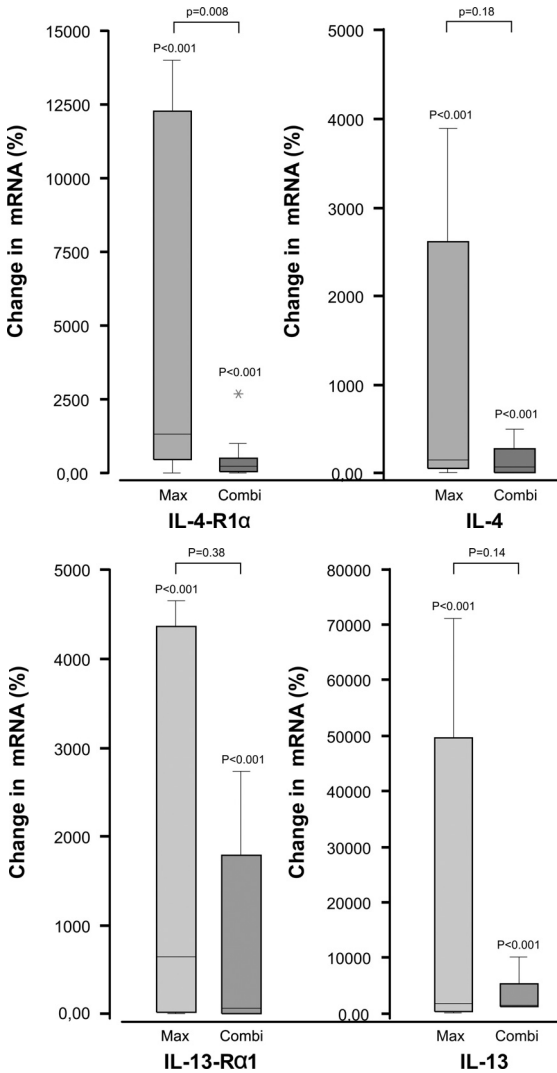 p=0.008
15000
P<0.001
12500
10000
7500
5000
2500
0,00
Change in mRNA (%)
P<0.001
Max Combi
IL-4-R1α
p=0.18
5000
4000
3000
2000
1000
0,00
Change in mRNA (%)
P<0.001
P<0.001
Max Combi
IL-4
P=0.38
5000
4000
3000
2000
1000
0,00
Change in mRNA (%)
P<0.001
P<0.001
Max Combi
IL-13-Rα1
P=0.14
80000
70000
60000
50000
40000
30000
20000
10000
0.00
Change in mRNA (%)
P<0.001
P<0.001
Max Combi
IL-13